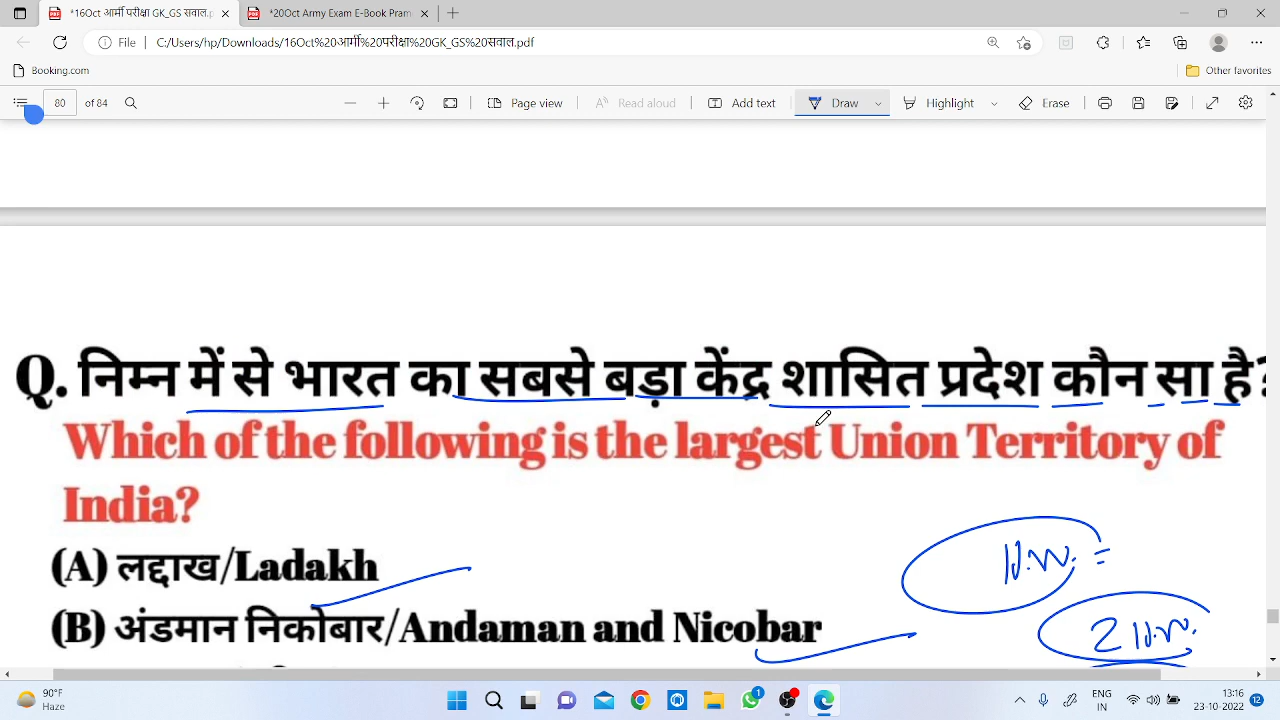 *16Oct आर्मी परीक्षा GK_GS सवाल.p
*20Oct Army Exam E-Book Pram
File C:/Users/hp/Downloads/16Oct%20आर्मी%20परीक्षा%20GK_GS%20सवाल.pdf
Booking.com Other favorites
80 of 84 Page view Read aloud Add text Draw Highlight Erase
Q. निम्न में से भारत का सबसे बड़ा केंद्र शासित प्रदेश कौन सा है?
Which of the following is the largest Union Territory of
India?
(A) लद्दाख/Ladakh
H.W. =
(B) अंडमान निकोबार/Andaman and Nicobar
2 H.W.
90°F
Haze
1
ENG
IN
13:16
23-10-2022
12